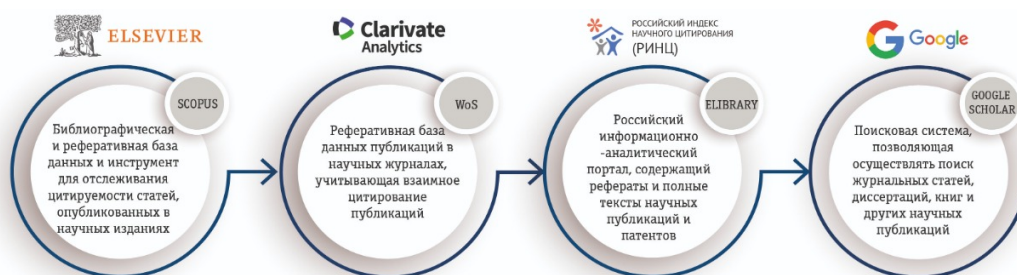 ELSEVIER
SCOPUS
Библиографическая
и реферативная база
данных и инструмент
для отслеживания
цитируемости статей,
опубликованных в
научных изданиях
Clarivate
Analytics
WoS
Реферативная база
данных публикаций в
научных журналах,
учитывающая взаимное
цитирование
публикаций
РОССИЙСКИЙ ИНДЕКС
НАУЧНОГО ЦИТИРОВАНИЯ
(РИНЦ)
ELIBRARY
Российский
информационно
-аналитический
портал, содержащий
рефераты и полные
тексты научных
публикаций и
патентов
Google
GOOGLE
SCHOLAR
Поисковая система,
позволяющая
осуществлять поиск
журнальных статей,
диссертаций, книг и
других научных
публикаций